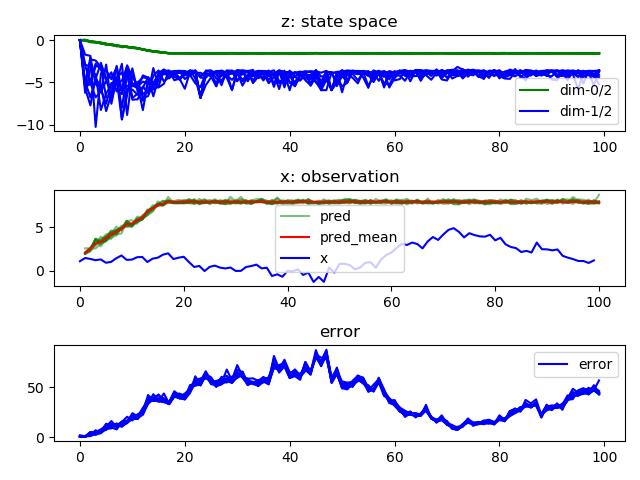 z: state space
0
−5
−10
dim-0/2
dim-1/2
0 20 40 60 80 100
x: observation
5
0
pred
pred_mean
x
0 20 40 60 80 100
error
50
0
error
0 20 40 60 80 100